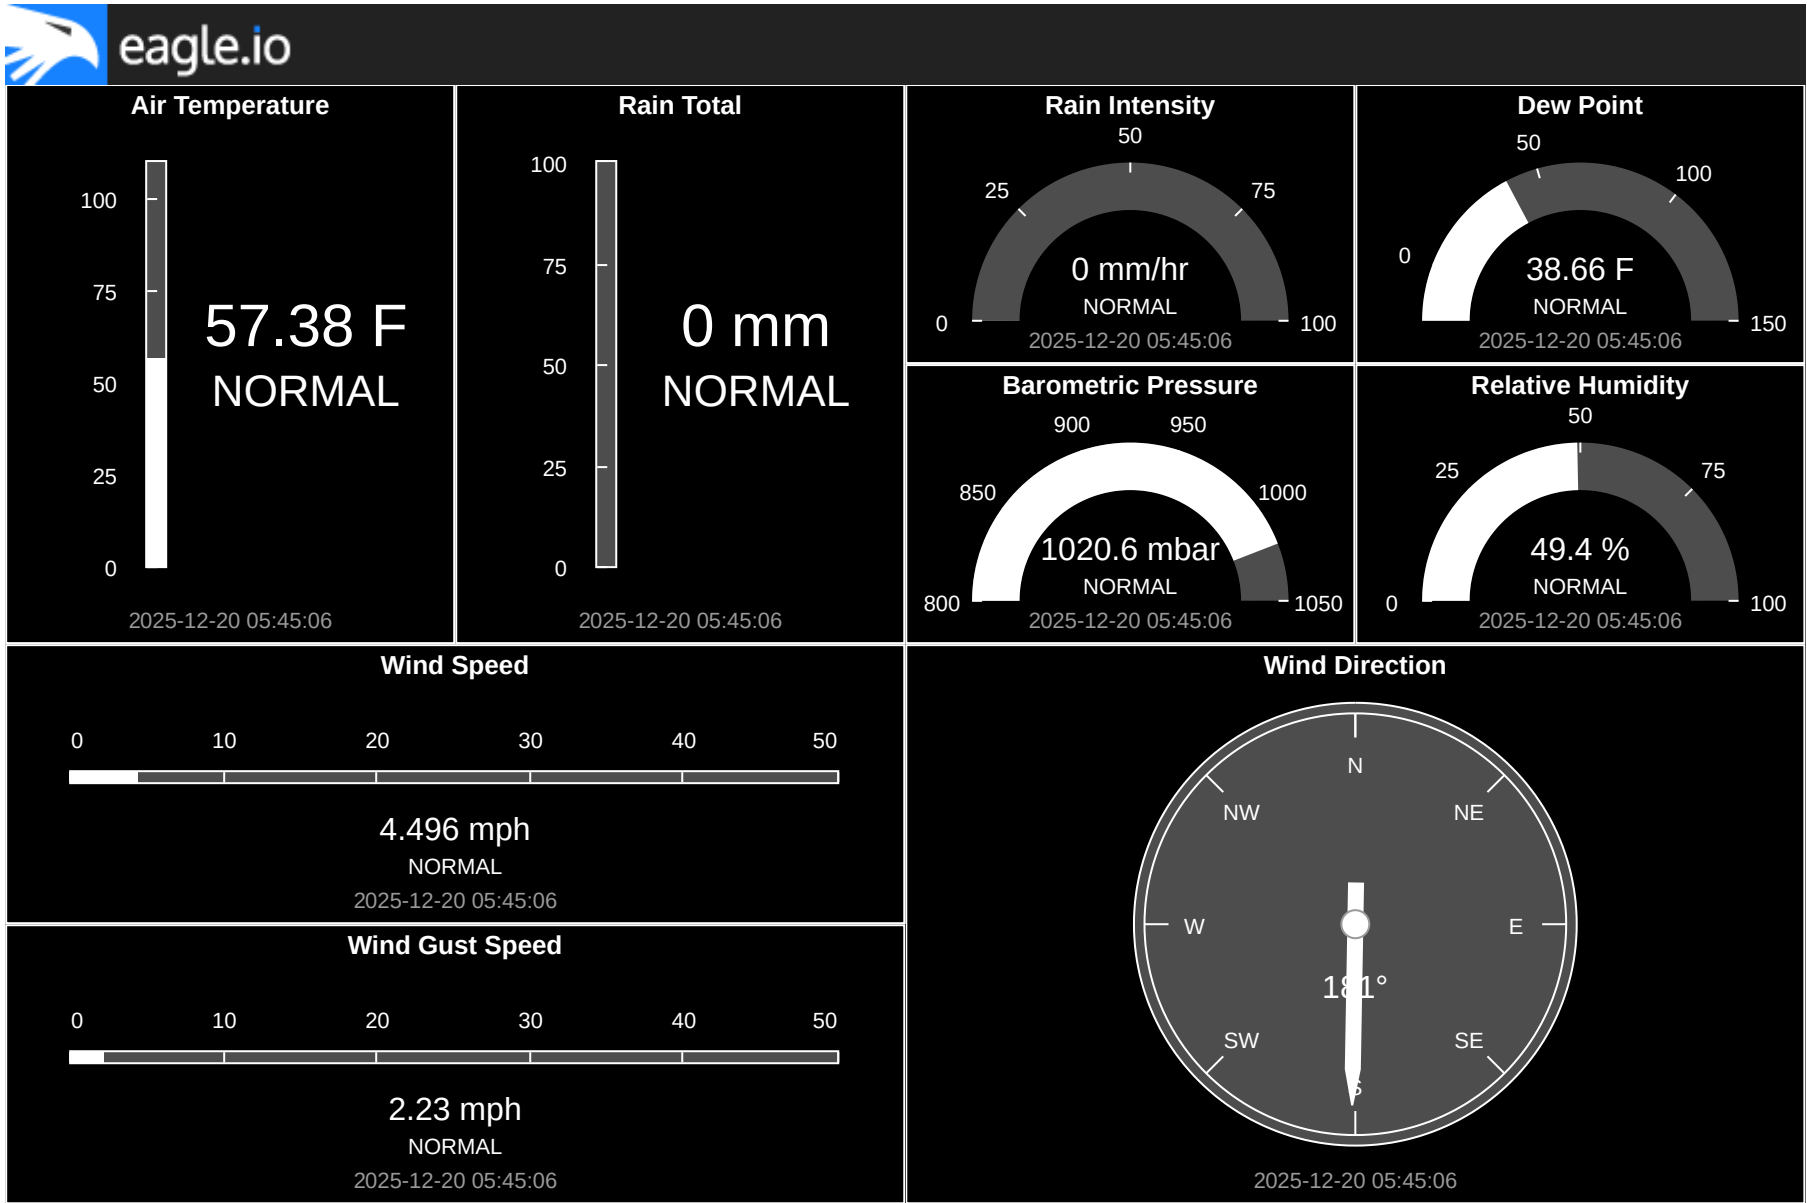 eagle.io
Air Temperature
100
75
50
25
0
57.38 F
NORMAL
2025-12-20 05:45:06
Rain Total
100
75
50
25
0
0 mm
NORMAL
2025-12-20 05:45:06
Rain Intensity
50
25
75
0
100
0 mm/hr
NORMAL
2025-12-20 05:45:06
Dew Point
50
100
0
150
38.66 F
NORMAL
2025-12-20 05:45:06
Barometric Pressure
900
950
850
1000
800
1050
1020.6 mbar
NORMAL
2025-12-20 05:45:06
Relative Humidity
50
25
75
0
100
49.4 %
NORMAL
2025-12-20 05:45:06
Wind Speed
0 10 20 30 40 50
4.496 mph
NORMAL
2025-12-20 05:45:06
Wind Gust Speed
0 10 20 30 40 50
2.23 mph
NORMAL
2025-12-20 05:45:06
Wind Direction
N
NW NE
W E
181°
SW SE
S
2025-12-20 05:45:06